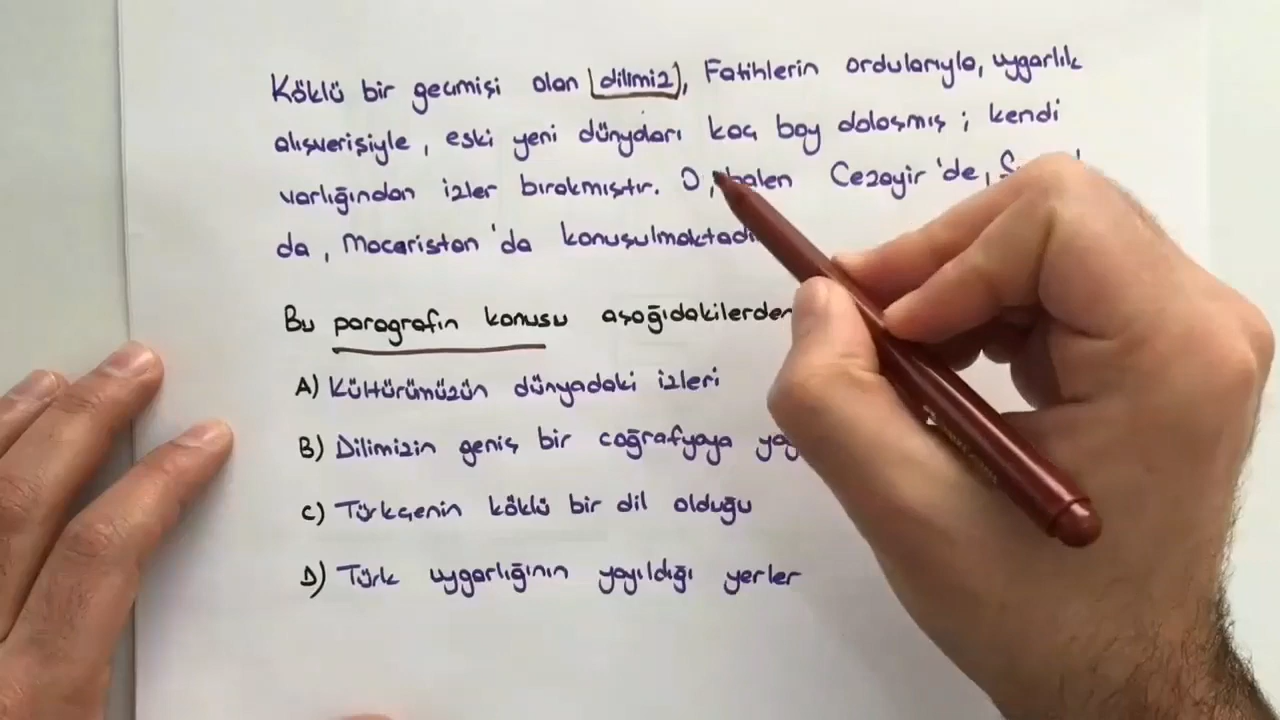 Köklü bir geçmişi olan dilimiz, Fatihlerin ordularıyla, uygarlık
alışverişiyle, eski yeni dünyaları kaç boy dolaşmış; kendi
varlığından izler bırakmıştır. O, halen Cezayir'de,
da, Macaristan'da
Bu paragrafın konusu aşağıdakilerden
A) Kültürümüzün dünyadaki izleri
B) Dilimizin geniş bir coğrafyaya
C) Türkçenin köklü bir dil olduğu
D) Türk uygarlığının yayıldığı yerler